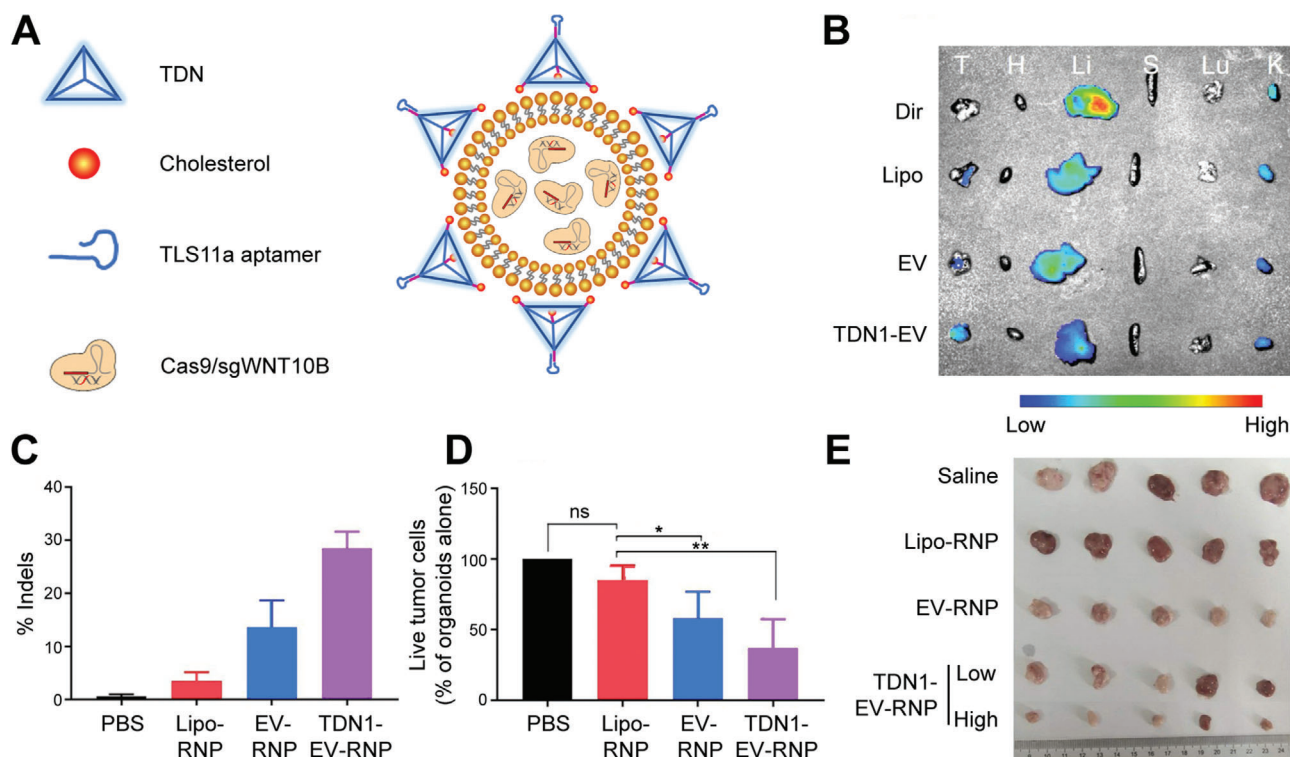 A
TDN
Cholesterol
TLS11a aptamer
Cas9/sgWNT10B
B
T H Li S Lu K
Dir
Lipo
EV
TDN1-EV
Low High
C
% Indels
40
30
20
10
0
PBS
Lipo-
RNP
EV-
RNP
TDN1-
EV-RNP
D
Live tumor cells
(% of organoids alone)
150
100
50
0
ns
*
**
PBS
Lipo-
RNP
EV-
RNP
TDN1-
EV-RNP
E
Saline
Lipo-RNP
EV-RNP
TDN1-
EV-RNP
Low
High